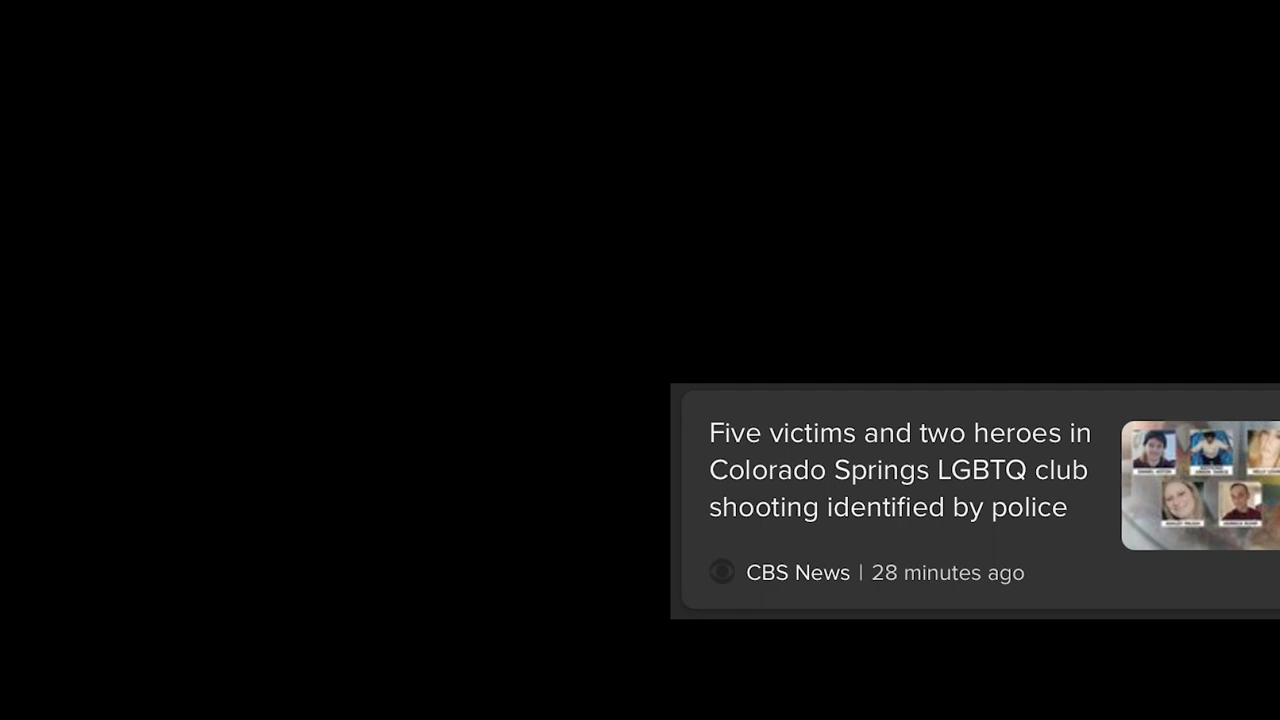 Five victims and two heroes in
Colorado Springs LGBTQ club
shooting identified by police
CBS News | 28 minutes ago